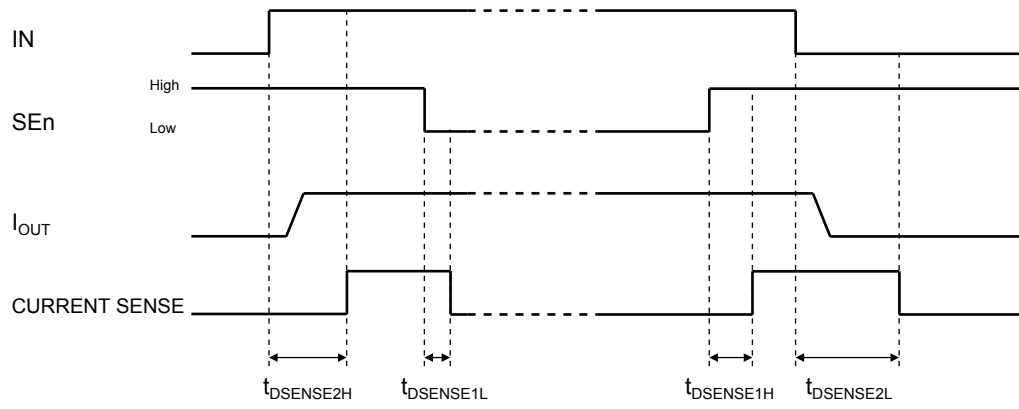 IN
High
SEn
Low
IOUT
CURRENT SENSE
tDSENSE2H
tDSENSE1L
tDSENSE1H
tDSENSE2L